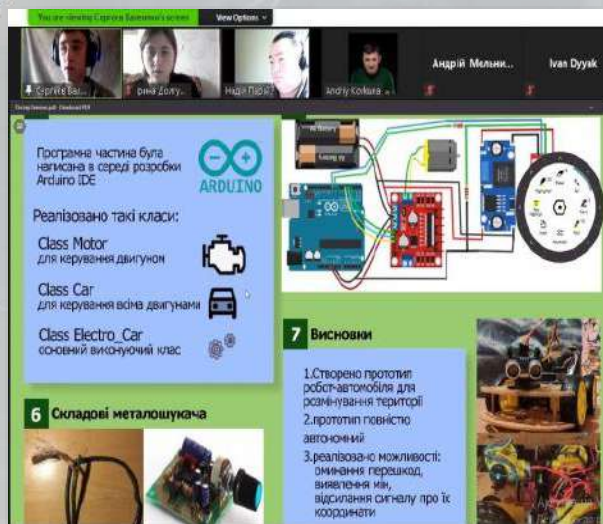 You are viewing Сергєєв Ваземілл's screen
View Options
Андрій Мельни...
Ivan Dyyak
Andriy Korkuna
Програмна частина була
написана в середі розробки
Arduino IDE
ARDUINO
Реалізовано такі класи:
Class Motor
для керування двигуном
Class Car
для керування всіма двигунами
Class Electro_Car
основний виконуючий клас
6 Складові металошукача
7 Висновки
1.Створено прототип
робот-автомобіля для
розмінування території
2.прототип повністю
автономний
3.реалізовано можливості:
оминання перешкод,
виявлення мін,
відсилання сигналу про їх
координати